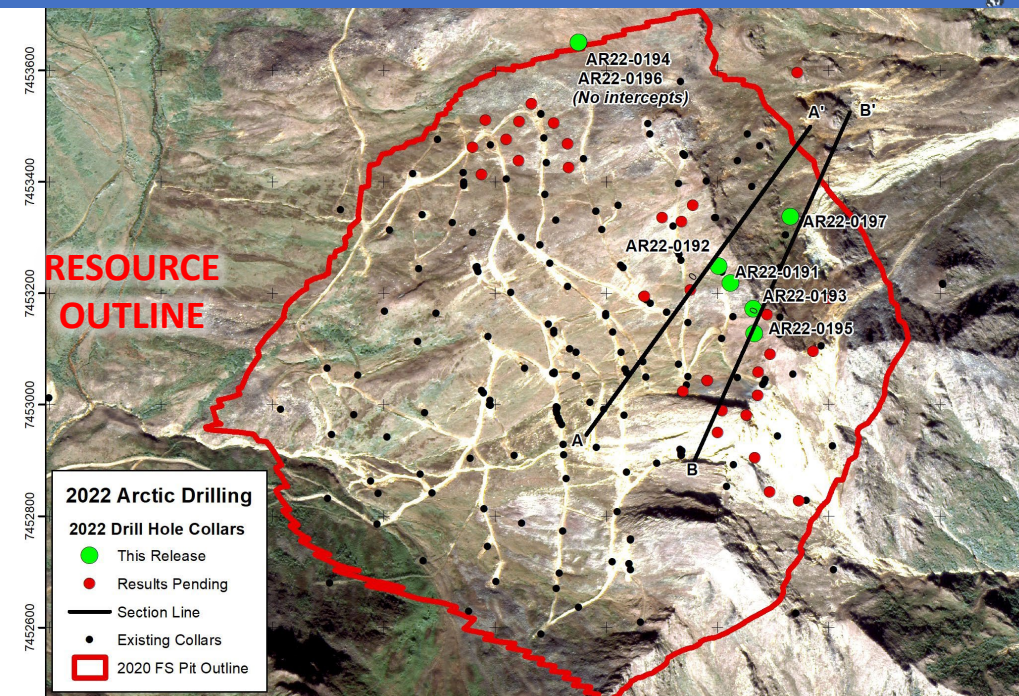 7453600
7453400
7453200
7453000
7452800
7452600
AR22-0194
AR22-0196
(No intercepts)
A'
B'
AR22-0197
AR22-0192
AR22-0191
AR22-0193
AR22-0195
0
0
A
B
RESOURCE
OUTLINE
2022 Arctic Drilling
2022 Drill Hole Collars
This Release
Results Pending
Section Line
Existing Collars
2020 FS Pit Outline